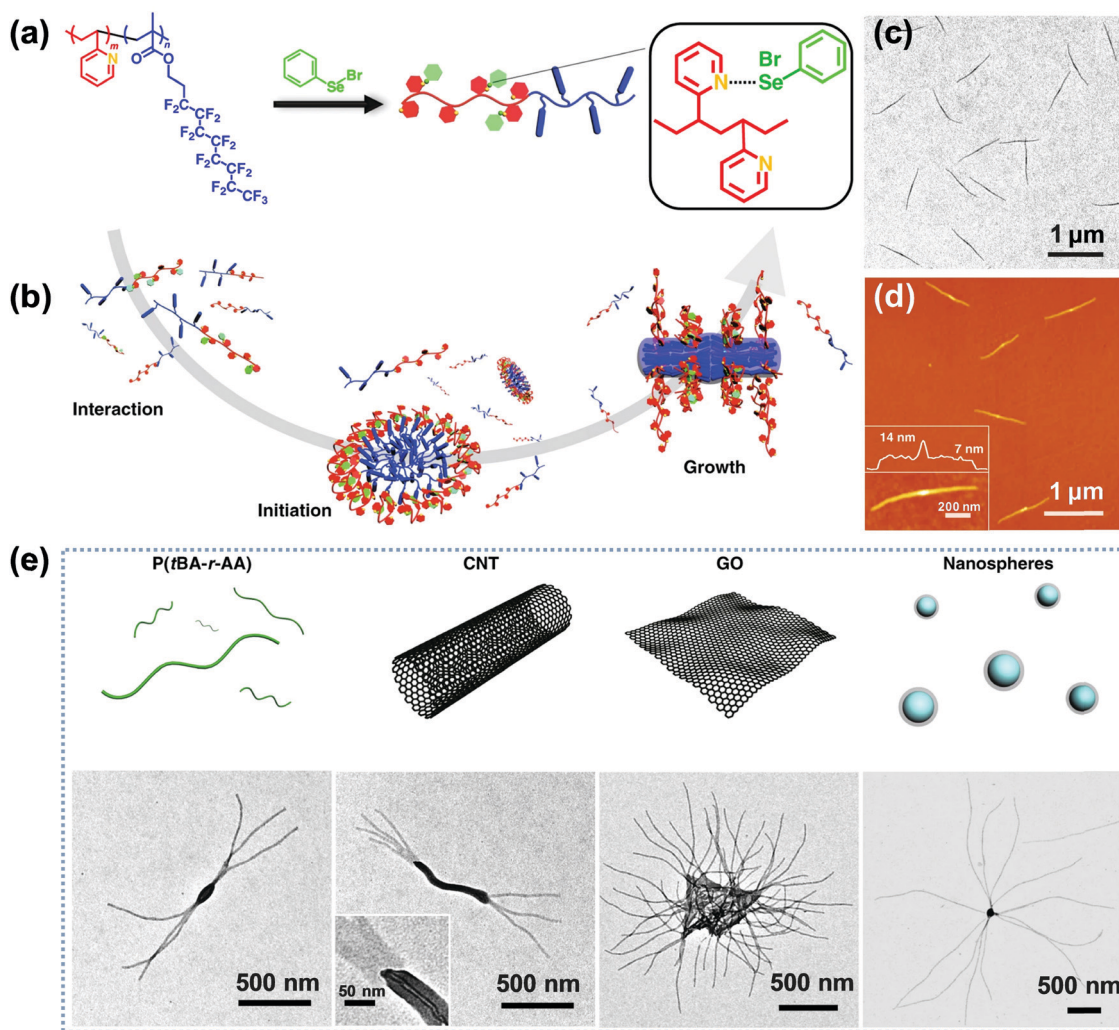 (a)
m
n
N
O
O
F₂C
CF₂
F₂C
CF₂
F₂C
CF₂
F₂C
CF₃
Br
Se
Br
N
Se
N
(b)
Interaction
Initiation
Growth
(c)
1 µm
(d)
14 nm
7 nm
200 nm
1 µm
(e)
P(tBA-r-AA)
CNT
GO
Nanospheres
500 nm
50 nm
500 nm
500 nm
500 nm